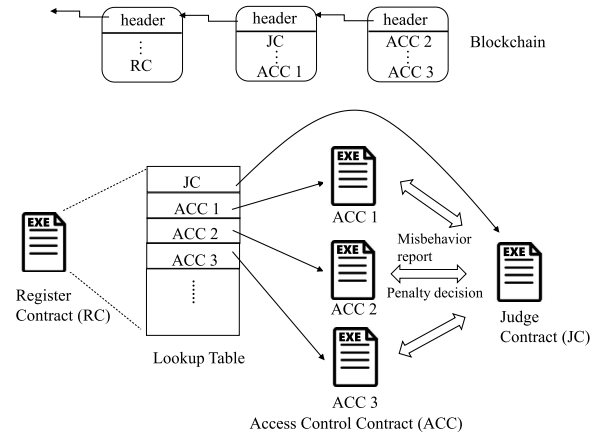 header
header
header
RC
JC
ACC 1
ACC 2
ACC 3
Blockchain
EXE
Register
Contract (RC)
JC
ACC 1
ACC 2
ACC 3
Lookup Table
EXE
ACC 1
EXE
ACC 2
EXE
ACC 3
Access Control Contract (ACC)
Misbehavior
report
Penalty decision
EXE
Judge
Contract (JC)